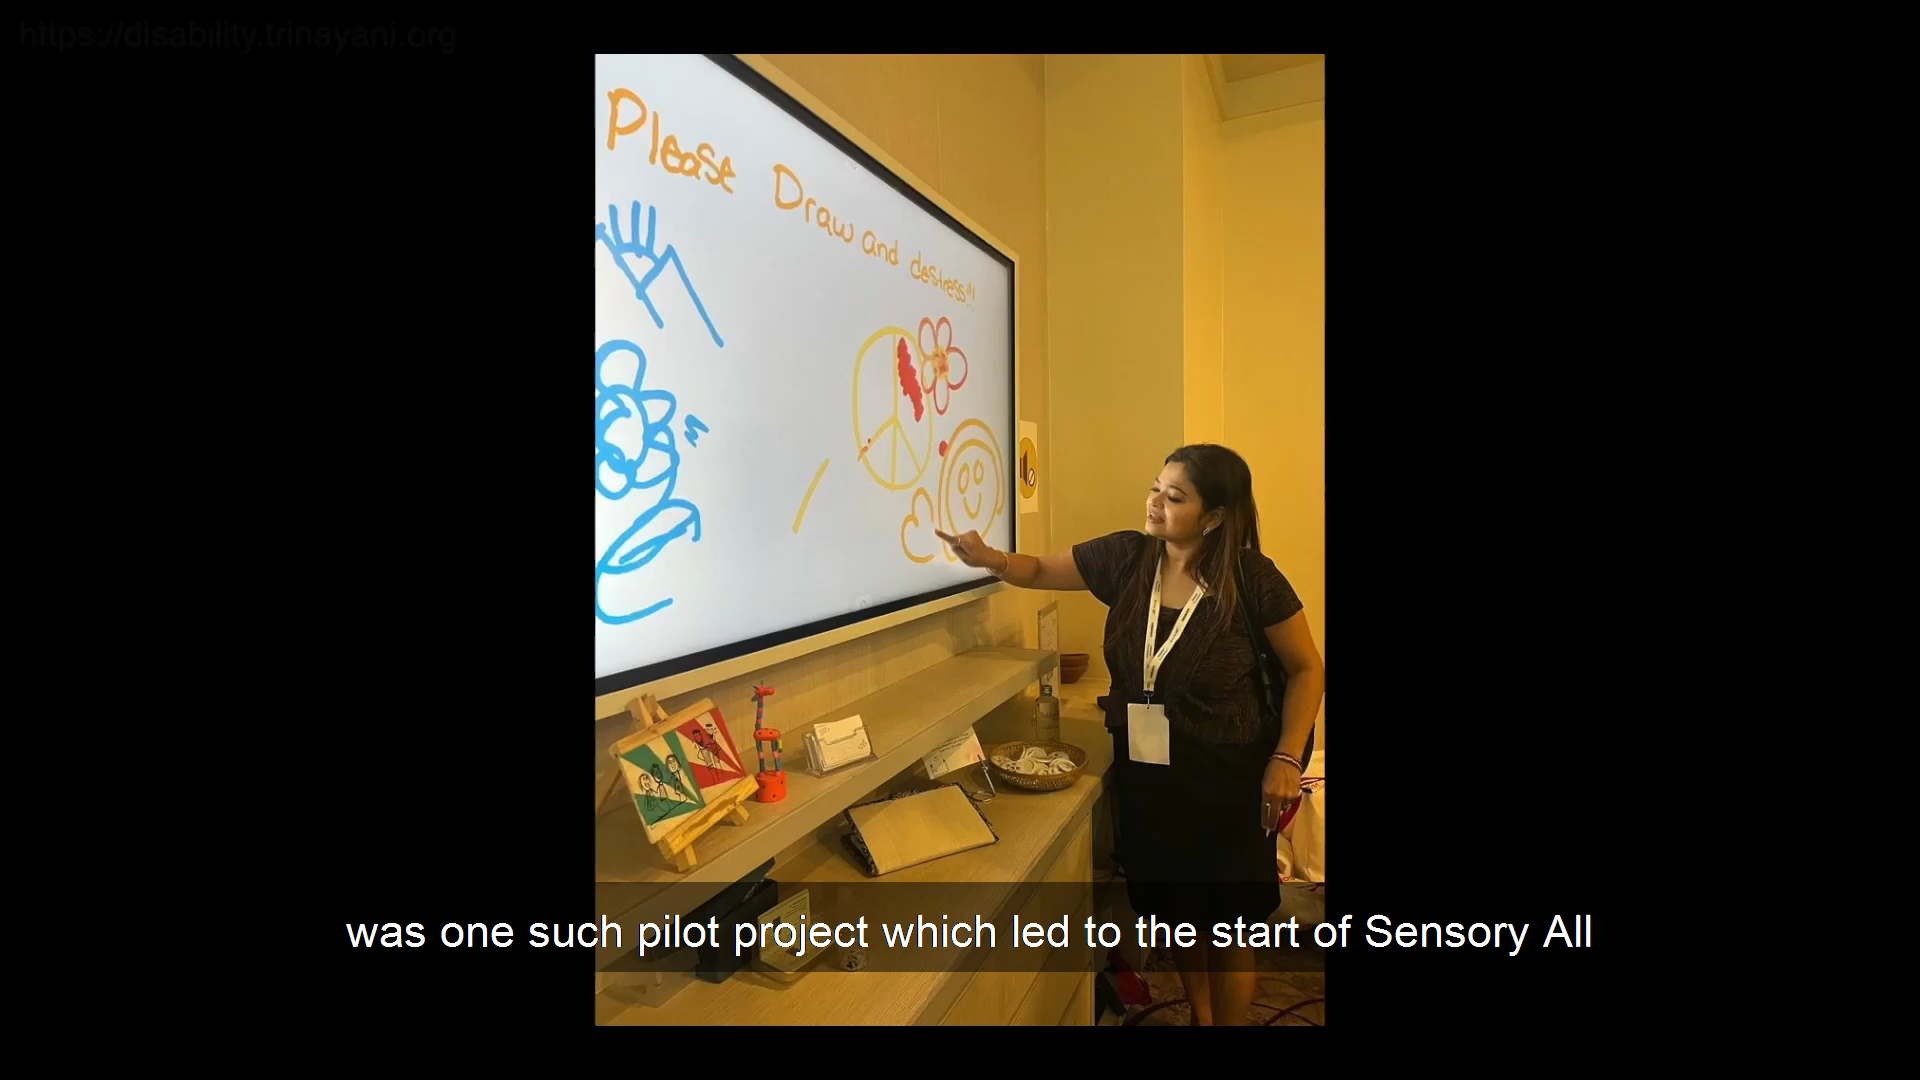 https://disability.trinayani.org
Please Draw and destress!!!
was one such pilot project which led to the start of Sensory All